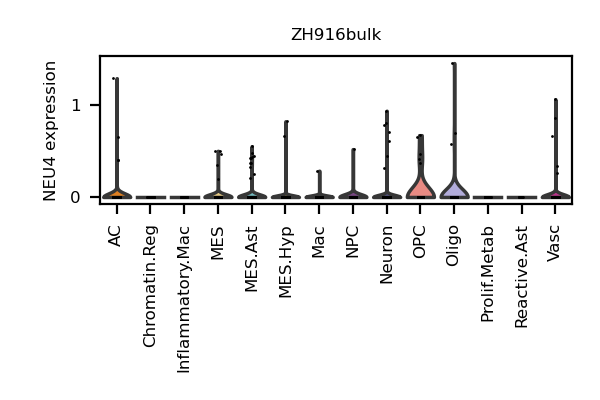 ZH916bulk
NEU4 expression
1
0
AC
Chromatin.Reg
Inflammatory.Mac
MES
MES.Ast
MES.Hyp
Mac
NPC
Neuron
OPC
Oligo
Prolif.Metab
Reactive.Ast
Vasc